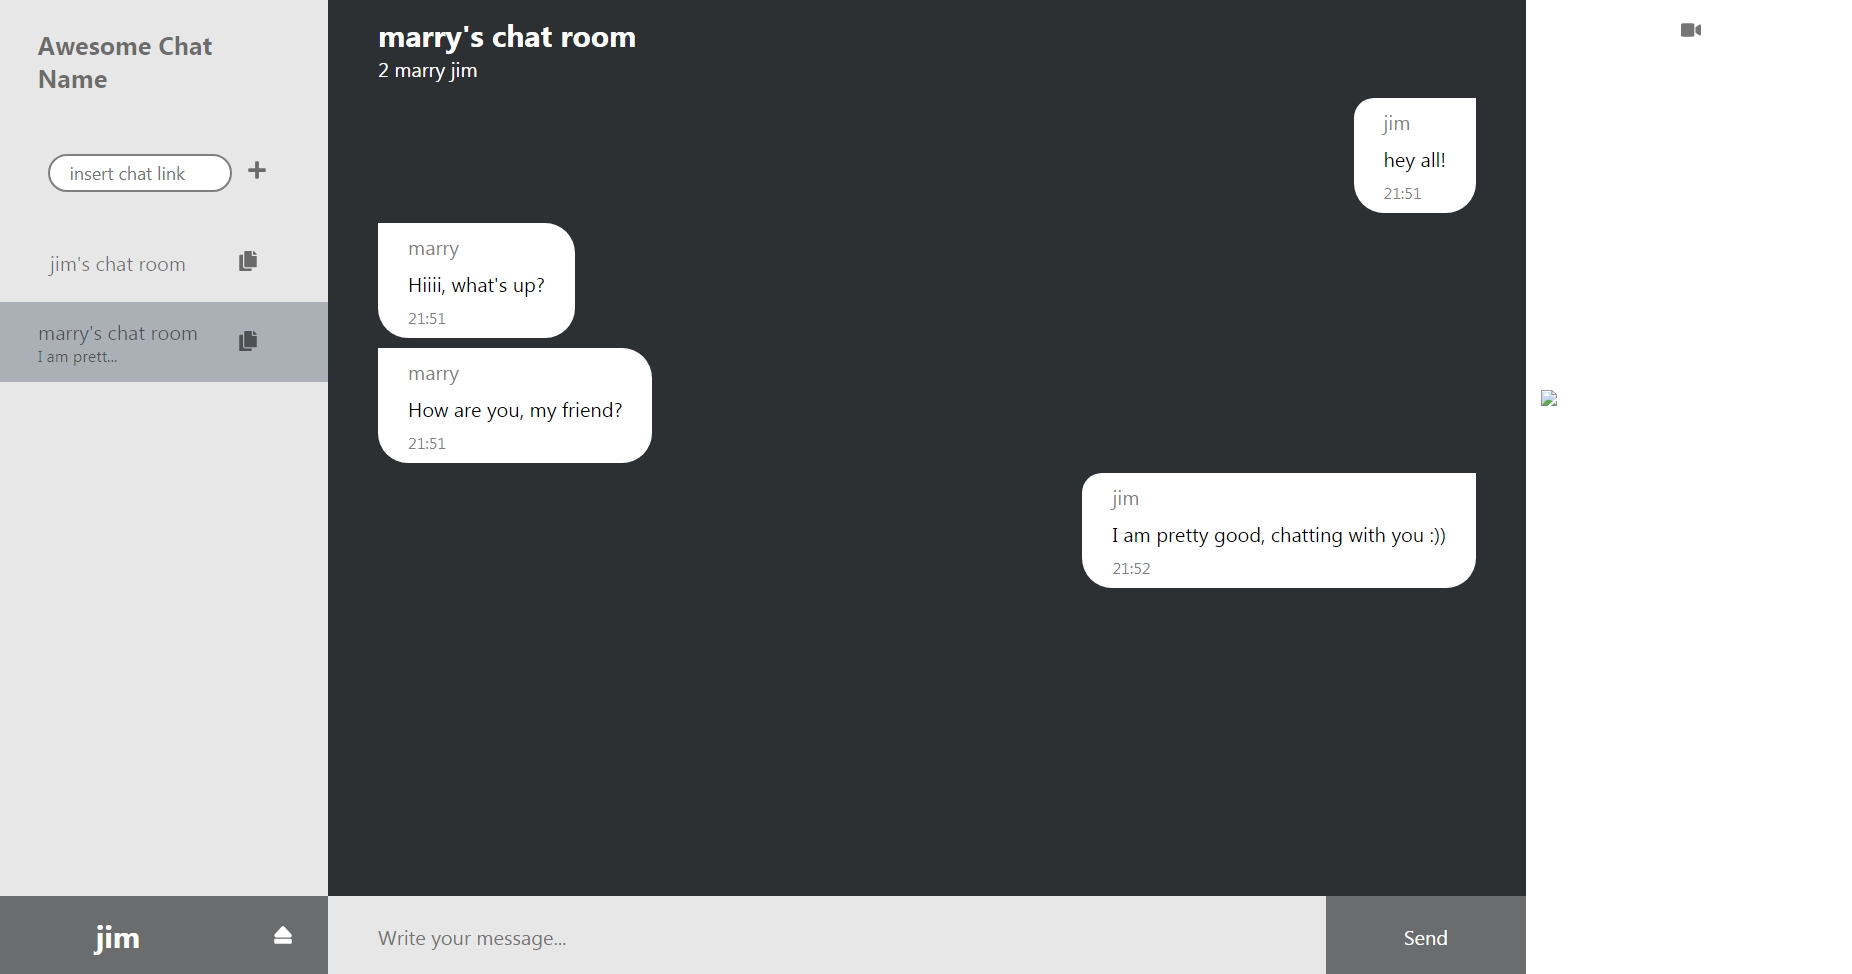 Awesome Chat
Name
insert chat link
jim's chat room
marry's chat room
I am prett...
jim
marry's chat room
2 marry jim
jim
hey all!
21:51
marry
Hiiii, what's up?
21:51
marry
How are you, my friend?
21:51
jim
I am pretty good, chatting with you :))
21:52
Write your message...
Send